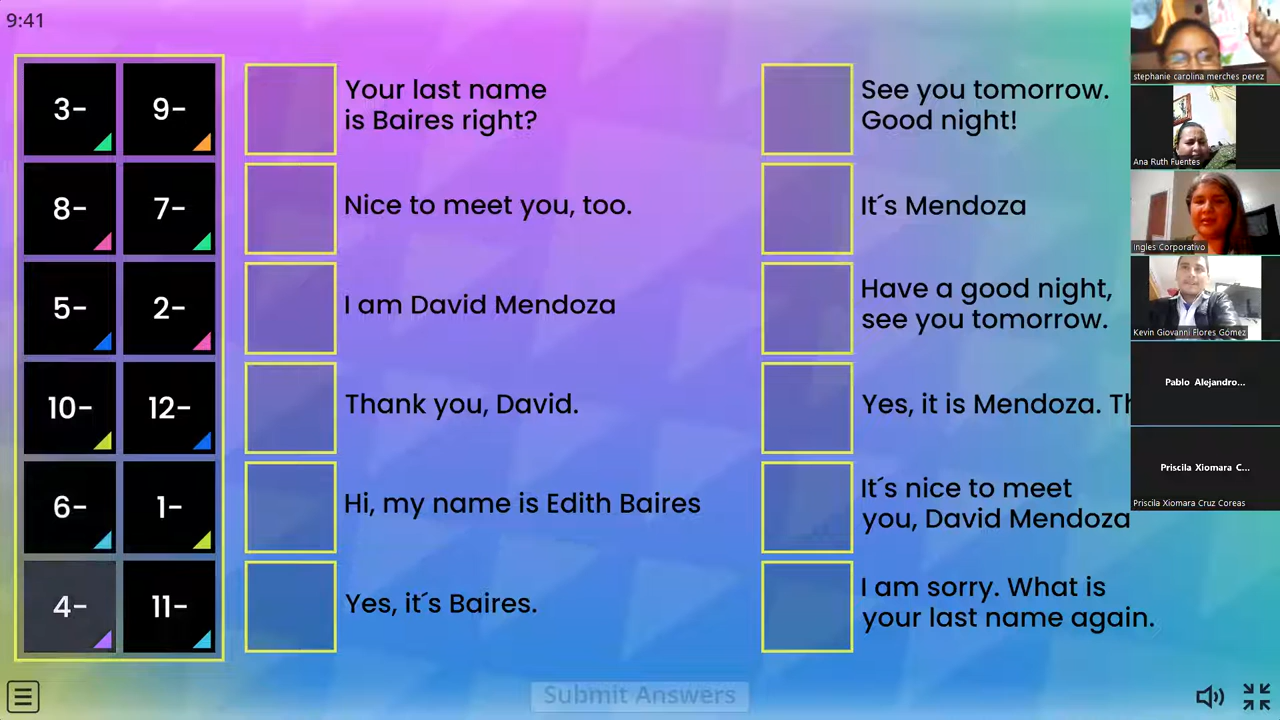 9:41
3-
9-
8-
7-
5-
2-
10-
12-
6-
1-
4-
11-
Your last name
is Baires right?
Nice to meet you, too.
I am David Mendoza
Thank you, David.
Hi, my name is Edith Baires
Yes, it´s Baires.
See you tomorrow.
Good night!
It´s Mendoza
Have a good night,
see you tomorrow.
Yes, it is Mendoza.
It´s nice to meet
you, David Mendoza
I am sorry. What is
your last name again.
Submit Answers
stephanie carolina merches perez
Ana Ruth Fuentes
Ingles Corporativo
Kevin Giovanni Flores Gómez
Pablo Alejandro...
Priscila Xiomara C...
Priscila Xiomara Cruz Coreas